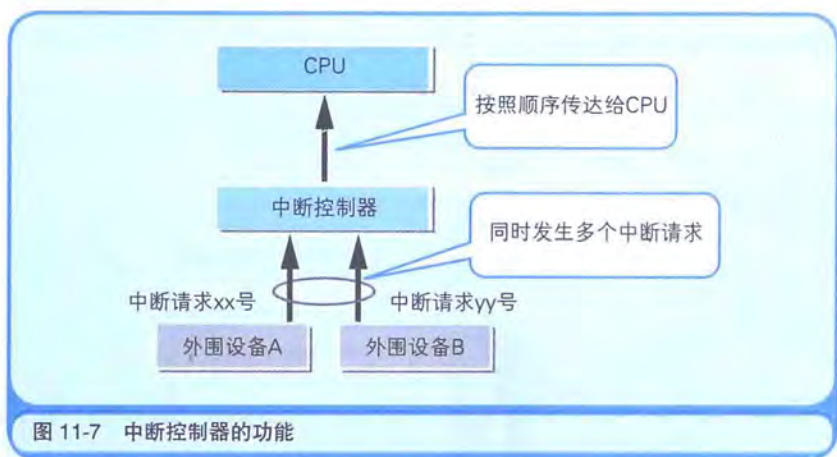 CPU
按照顺序传达给CPU
中断控制器
同时发生多个中断请求
中断请求xx号
中断请求yy号
外围设备A
外围设备B
图 11-7 中断控制器的功能